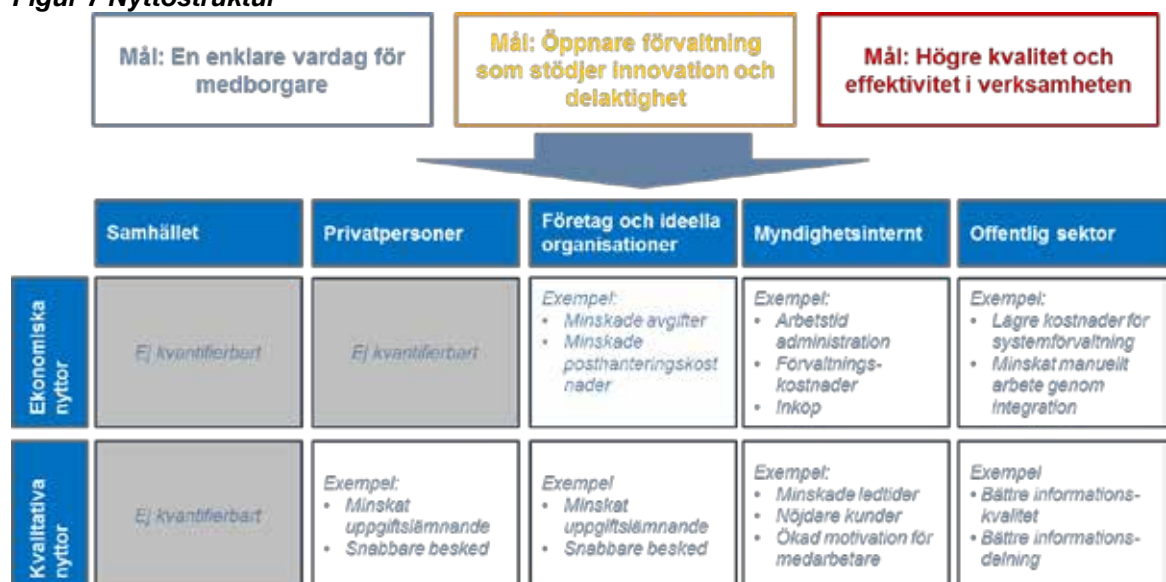 Figur 7 Nyttostruktur
Mål: En enklare vardag för
medborgare
Mål: Öppnare förvaltning
som stödjer innovation och
delaktighet
Mål: Högre kvalitet och
effektivitet i verksamheten
Samhället
Privatpersoner
Företag och ideella
organisationer
Myndighetsinternt
Offentlig sektor
Ekonomiska
nyttor
Ej kvantifierbart
Ej kvantifierbart
Exempel:
• Minskade avgifter
• Minskade
posthanteringskost
nader
Exempel:
• Arbetstid
administration
• Förvaltnings-
kostnader
• Inköp
Exempel:
• Lägre kostnader för
systemförvaltning
• Minskat manuellt
arbete genom
integration
Kvalitativa
nyttor
Ej kvantifierbart
Exempel:
• Minskat
uppgiftslämnande
• Snabbare besked
Exempel
• Minskat
uppgiftslämnande
• Snabbare besked
Exempel:
• Minskade ledtider
• Nöjdare kunder
• Ökad motivation för
medarbetare
Exempel
• Bättre informations-
kvalitet
• Bättre informations-
delning